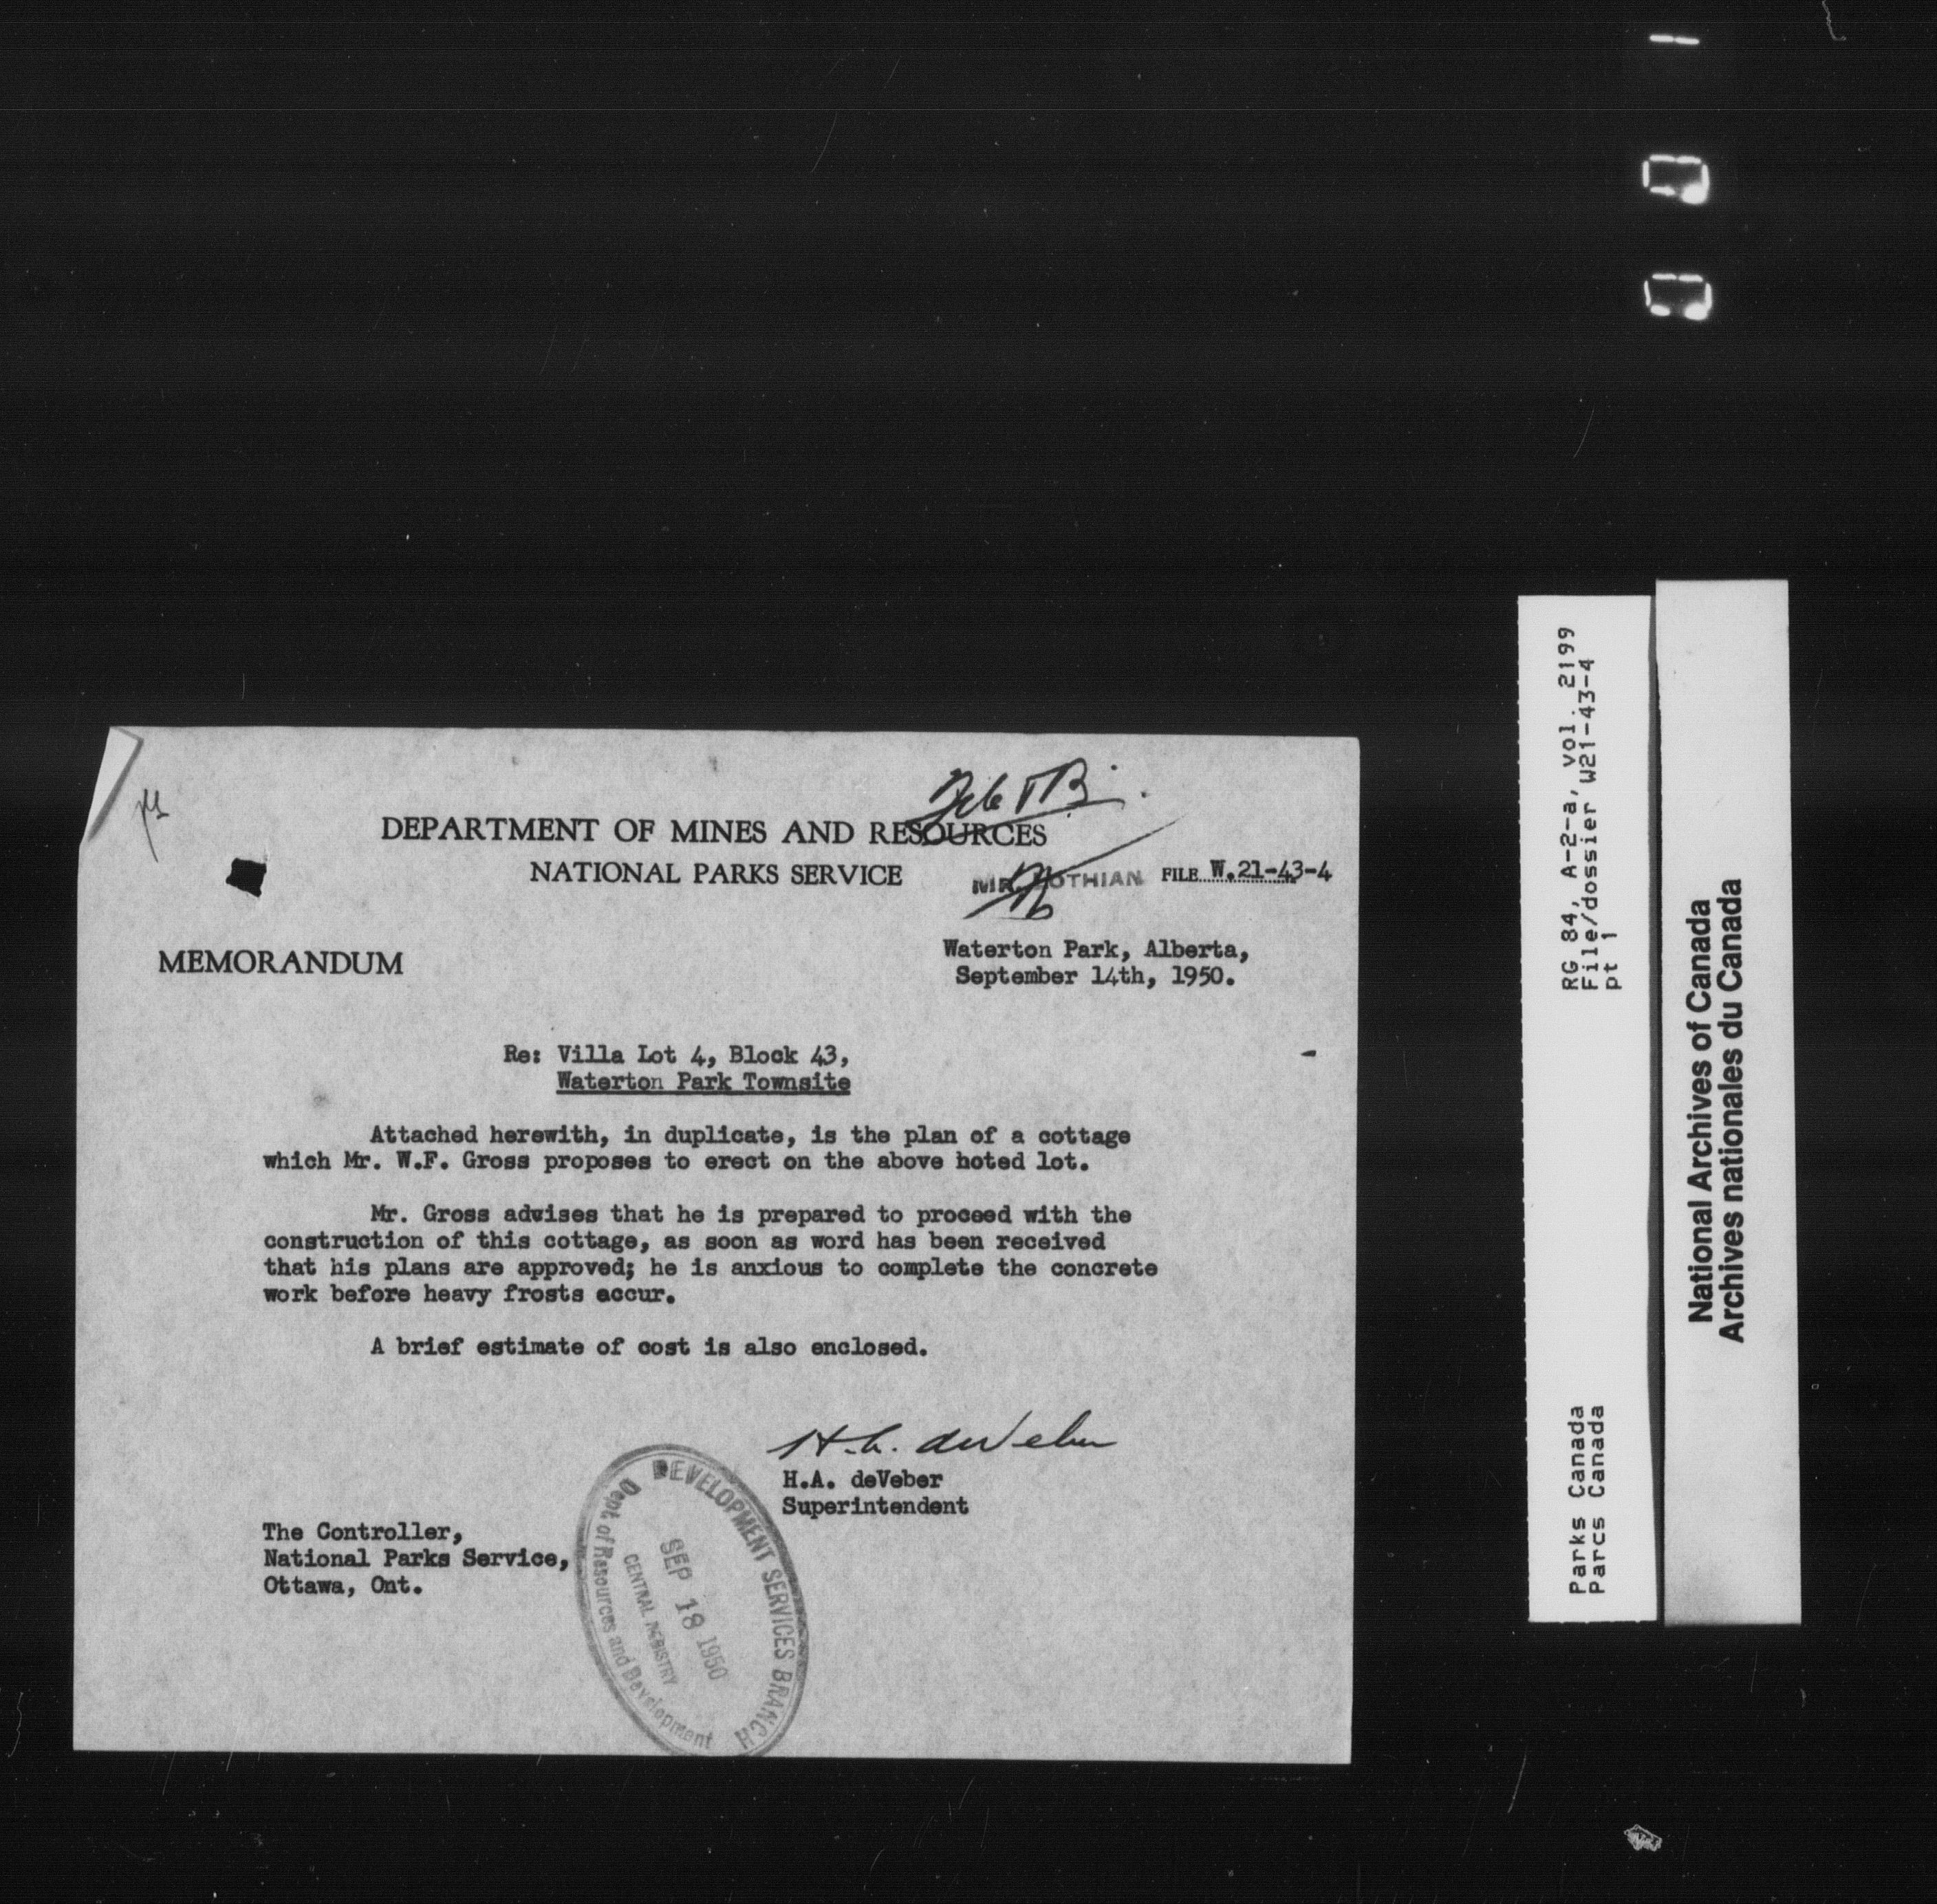 DEPARTMENT OF MINES AND RESOURCES
NATIONAL PARKS SERVICE
MR. LOTHIAN
FILE W.21-43-4
MEMORANDUM
Waterton Park, Alberta,
September 14th, 1950.
Re: Villa Lot 4, Block 43,
Waterton Park Townsite
Attached herewith, in duplicate, is the plan of a cottage
which Mr. W.F. Gross proposes to erect on the above hoted lot.
Mr. Gross advises that he is prepared to proceed with the
construction of this cottage, as soon as word has been received
that his plans are approved; he is anxious to complete the concrete
work before heavy frosts accur.
A brief estimate of cost is also enclosed.
H.A. deVeber
H.A. deVeber
Superintendent
The Controller,
National Parks Service,
Ottawa, Ont.
DEVELOPMENT SERVICES BRANCH
SEP 18 1950
CENTRAL REGISTRY
Dept. of Resources and Development
RG 84, A-2-a, vol. 2199
File/dossier W21-43-4
pt 1
Parks Canada
Parcs Canada
National Archives of Canada
Archives nationales du Canada